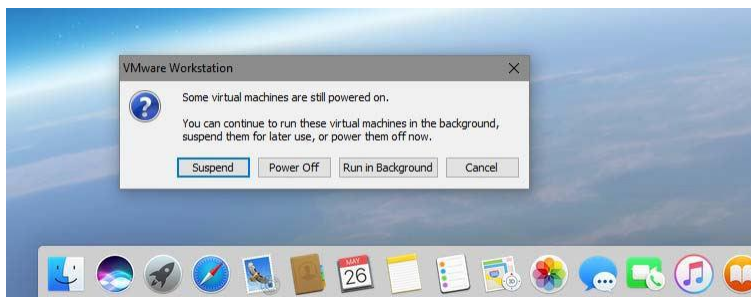 VMware Workstation
Some virtual machines are still powered on.
You can continue to run these virtual machines in the background,
suspend them for later use, or power them off now.
Suspend
Power Off
Run in Background
Cancel
MAY
26
3D